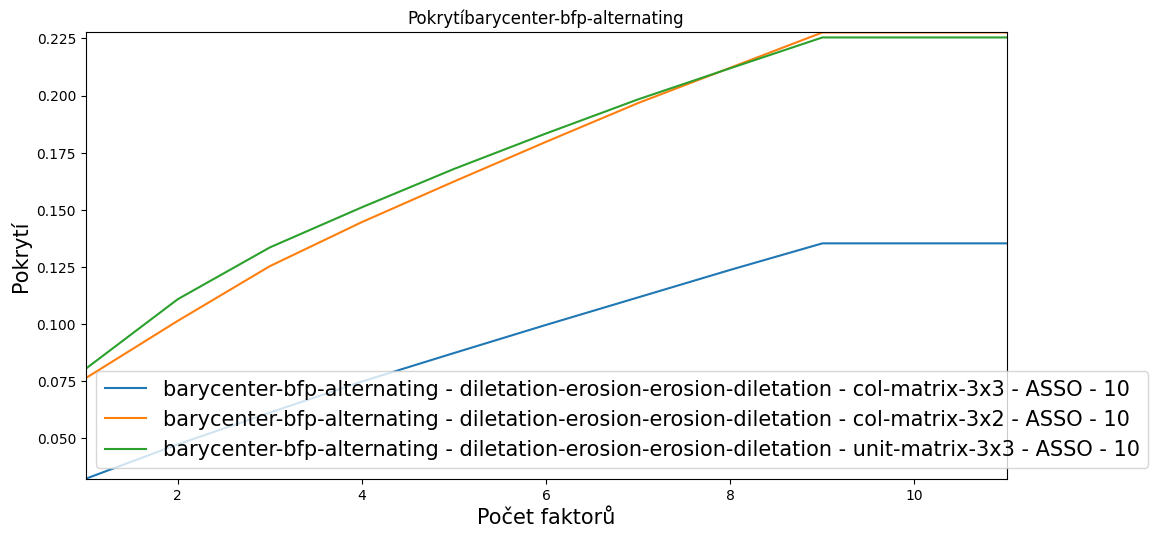 Pokrytíbarycenter-bfp-alternating
0.225
0.200
0.175
0.150
0.125
0.100
0.075
0.050
Pokrytí
barycenter-bfp-alternating - diletation-erosion-erosion-diletation - col-matrix-3x3 - ASSO - 10
barycenter-bfp-alternating - diletation-erosion-erosion-diletation - col-matrix-3x2 - ASSO - 10
barycenter-bfp-alternating - diletation-erosion-erosion-diletation - unit-matrix-3x3 - ASSO - 10
2 4 6 8 10
Počet faktorů